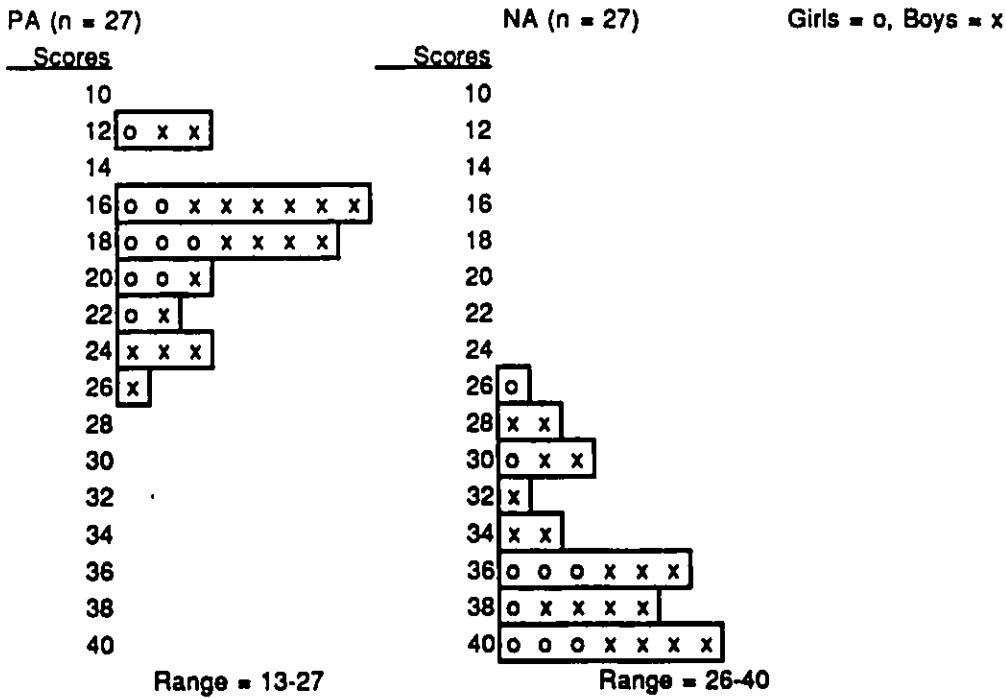 PA (n = 27) NA (n = 27) Girls = o, Boys = x
Scores Scores
10 10
12 o x x 12
14 14
16 o o x x x x x x 16
18 o o o x x x x 18
20 o o x 20
22 o x 22
24 x x x 24
26 x 26 o
28 28 x x
30 30 o x x
32 32 x
34 34 x x
36 36 o o o x x x
38 38 o x x x x
40 40 o o o x x x x
Range = 13-27 Range = 26-40